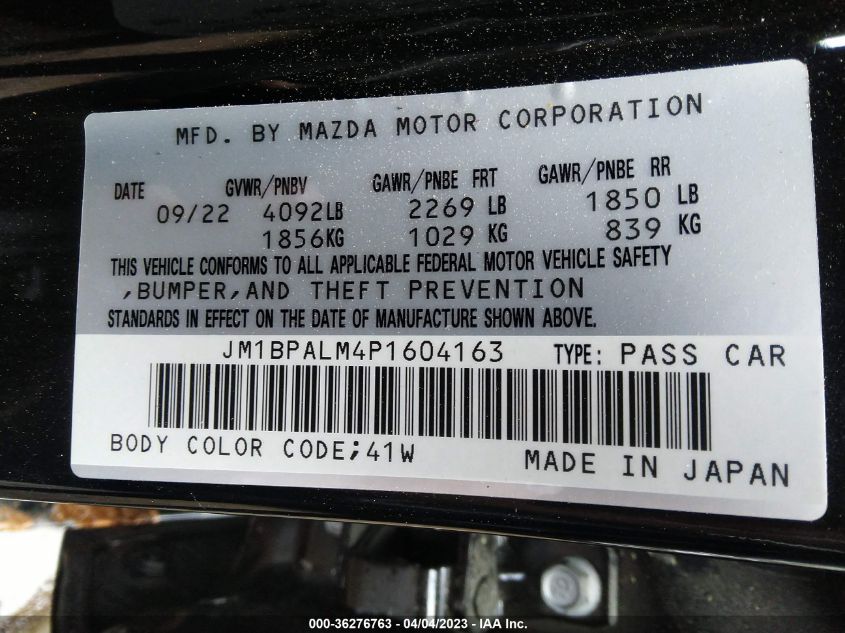 MFD. BY MAZDA MOTOR CORPORATION
DATE GVWR/PNBV GAWR/PNBE FRT GAWR/PNBE RR
09/22 4092LB 2269 LB 1850 LB
1856KG 1029 KG 839 KG
THIS VEHICLE CONFORMS TO ALL APPLICABLE FEDERAL MOTOR VEHICLE SAFETY
,BUMPER,AND THEFT PREVENTION
STANDARDS IN EFFECT ON THE DATE OF MANUFACTURE SHOWN ABOVE.
JM1BPALM4P1604163 TYPE: PASS CAR
BODY COLOR CODE;41W MADE IN JAPAN
000-36276763 - 04/04/2023 - IAA Inc.